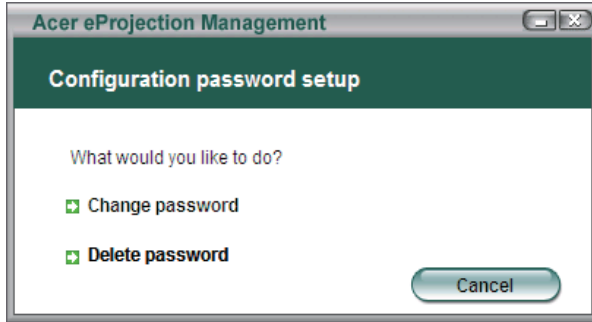 Acer eProjection Management
Configuration password setup
What would you like to do?
Change password
Delete password
Cancel